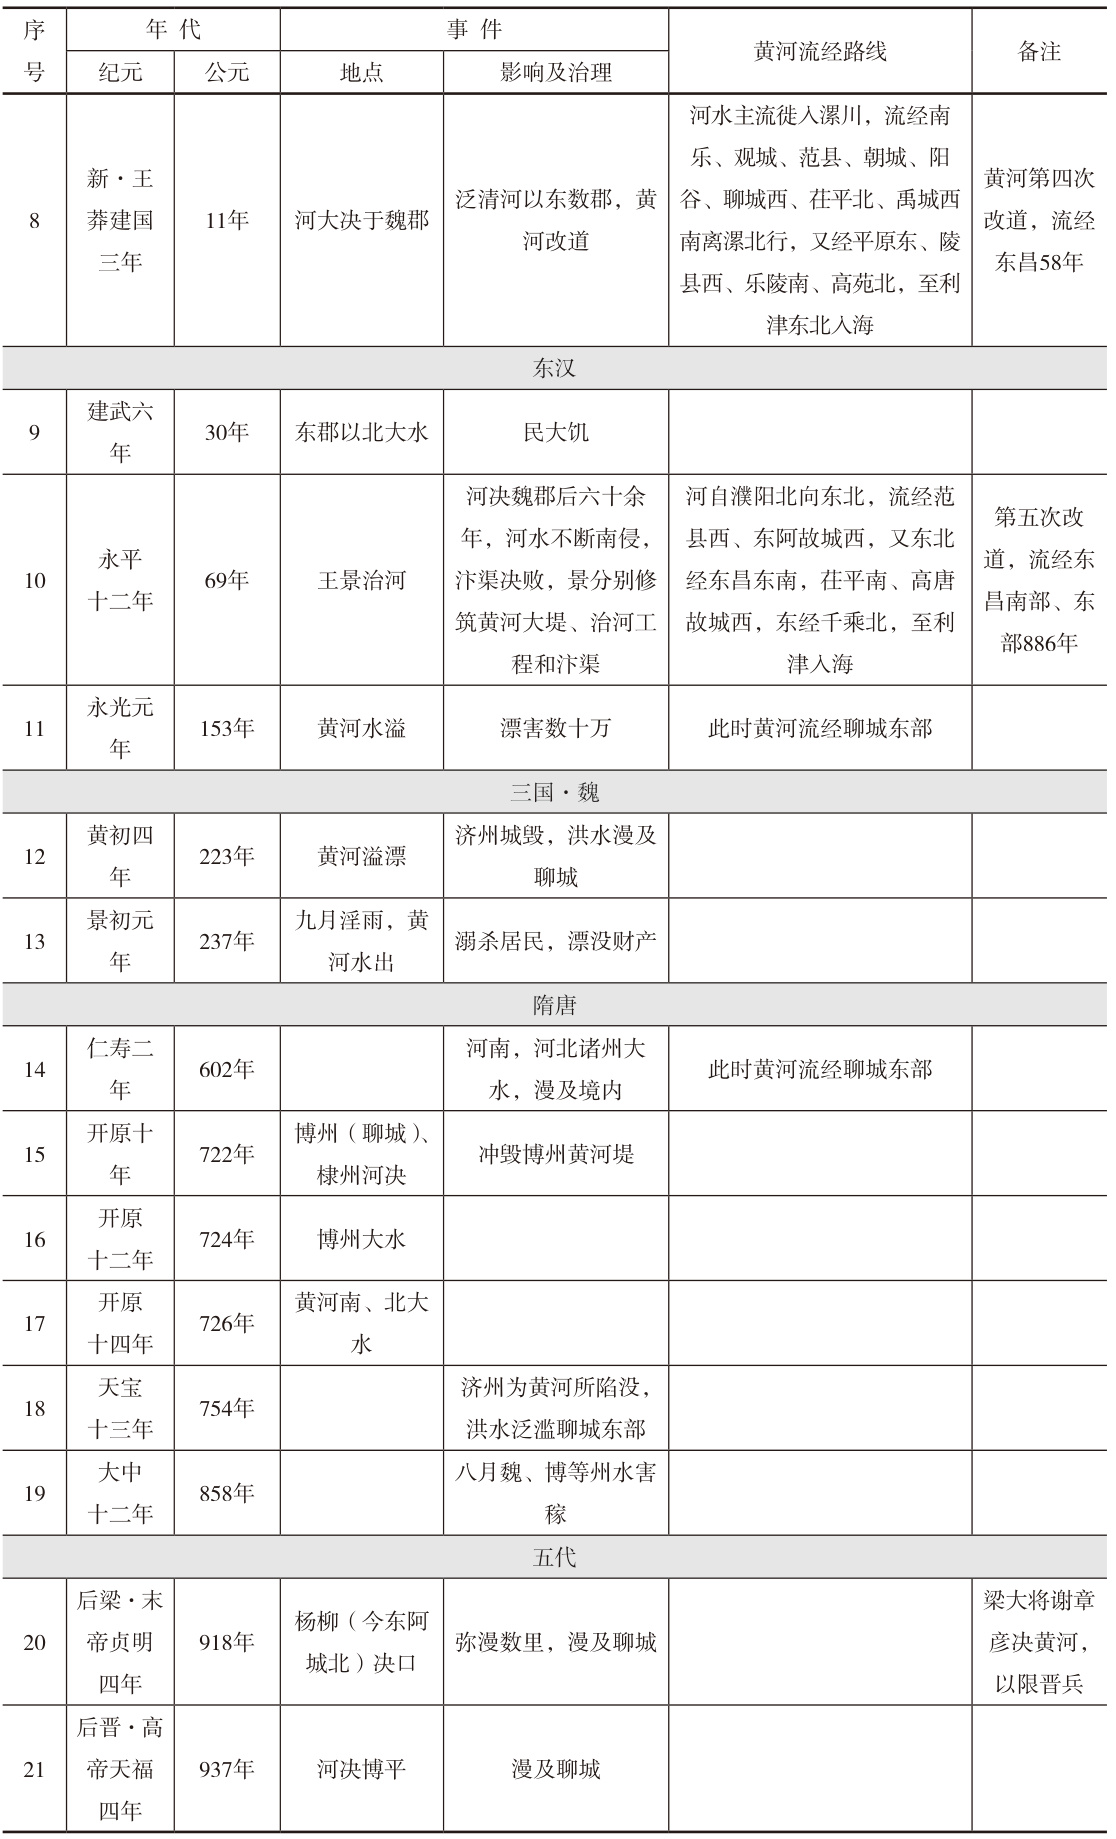 序号
年 代
事 件
黄河流经路线
备注
纪元
公元
地点
影响及治理
8
新·王
莽建国
三年
11年
河大决于魏郡
泛清河以东数郡，黄
河改道
河水主流徙入漯川，流经南
乐、观城、范县、朝城、阳
谷、聊城西、茌平北、禹城西
南离漯北行，又经平原东、陵
县西、乐陵南、高苑北，至利
津东北入海
黄河第四次
改道，流经
东昌58年
东汉
9
建武六
年
30年
东郡以北大水
民大饥
10
永平
十二年
69年
王景治河
河决魏郡后六十余
年，河水不断南侵，
汴渠决败，景分别修
筑黄河大堤、治河工
程和汴渠
河自濮阳北向东北，流经范
县西、东阿故城西，又东北
经东昌东南，茌平南、高唐
故城西，东经千乘北，至利
津入海
第五次改
道，流经东
昌南部、东
部886年
11
永光元
年
153年
黄河水溢
漂害数十万
此时黄河流经聊城东部
三国·魏
12
黄初四
年
223年
黄河溢漂
济州城毁，洪水漫及
聊城
13
景初元
年
237年
九月淫雨，黄
河水出
溺杀居民，漂没财产
隋唐
14
仁寿二
年
602年
河南，河北诸州大
水，漫及境内
此时黄河流经聊城东部
15
开原十
年
722年
博州（聊城）、
棣州河决
冲毁博州黄河堤
16
开原
十二年
724年
博州大水
17
开原
十四年
726年
黄河南、北大
水
18
天宝
十三年
754年
济州为黄河所陷没，
洪水泛滥聊城东部
19
大中
十二年
858年
八月魏、博等州水害
稼
五代
20
后梁·末
帝贞明
四年
918年
杨柳（今东阿
城北）决口
弥漫数里，漫及聊城
梁大将谢章
彦决黄河，
以限晋兵
21
后晋·高
帝天福
四年
937年
河决博平
漫及聊城